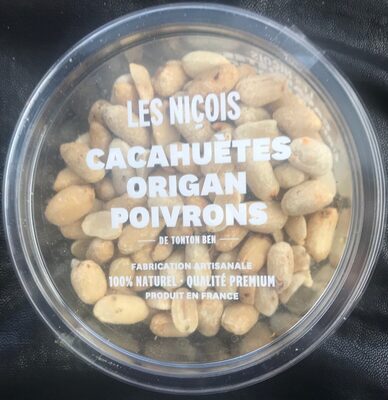 LES NIÇOIS
CACAHUÈTES
ORIGAN
POIVRONS
DE TONTON BEN
FABRICATION ARTISANALE
100% NATUREL • QUALITÉ PREMIUM
PRODUIT EN FRANCE